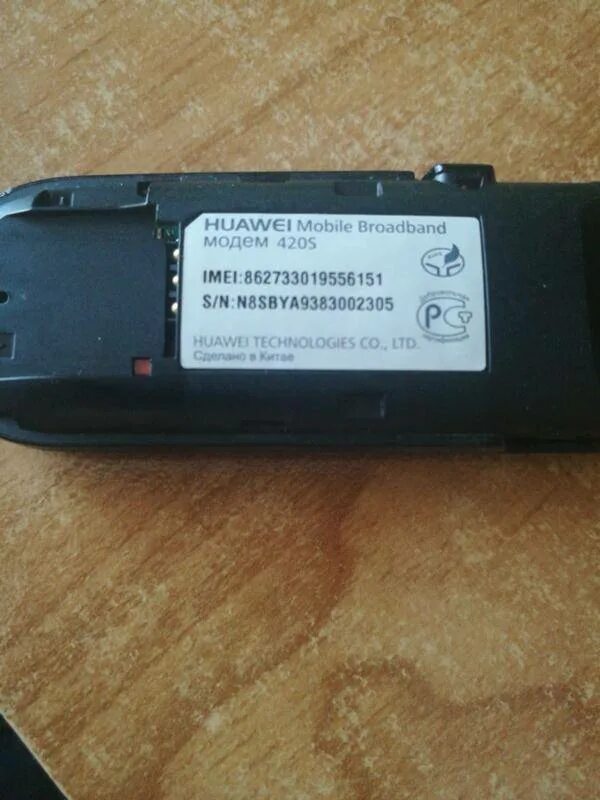 HUAWEI Mobile Broadband
модем 420S
IMEI:862733019556151
S/N:N8SBYA9383002305
HUAWEI TECHNOLOGIES CO., LTD.
Сделано в Китае